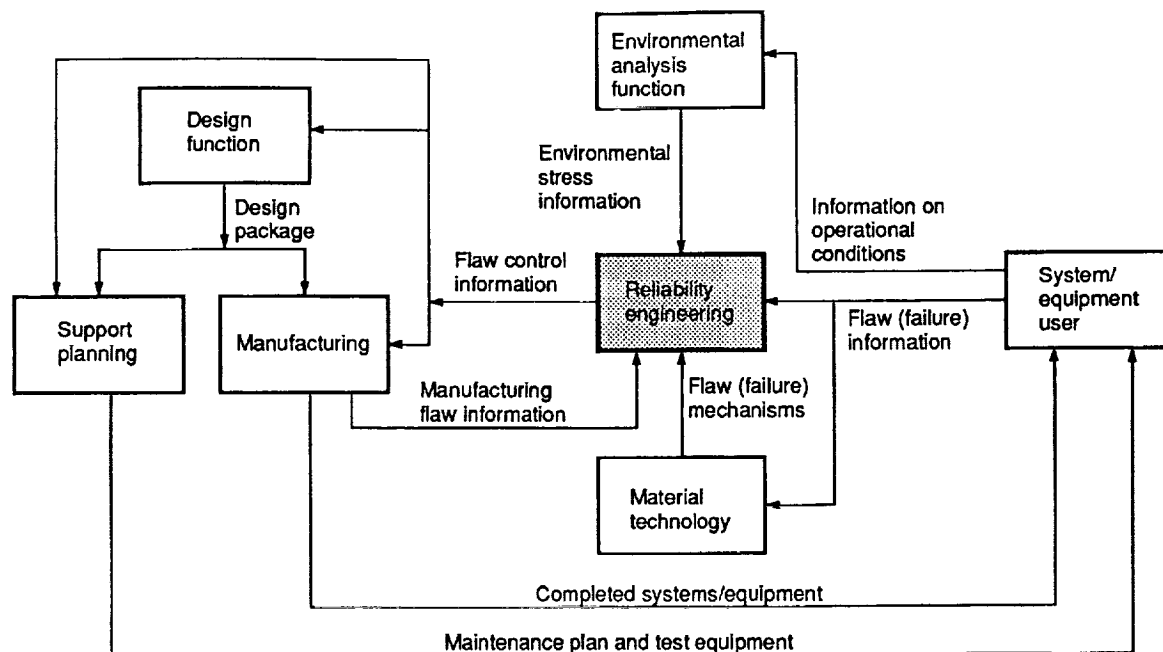 Environmental
analysis
function
Design
function
Environmental
stress
information
Design
package
Information on
operational
conditions
Flaw control
information
Reliability
engineering
System/
equipment
user
Support
planning
Manufacturing
Flaw (failure)
information
Manufacturing
flaw information
Flaw (failure)
mechanisms
Material
technology
Completed systems/equipment
Maintenance plan and test equipment